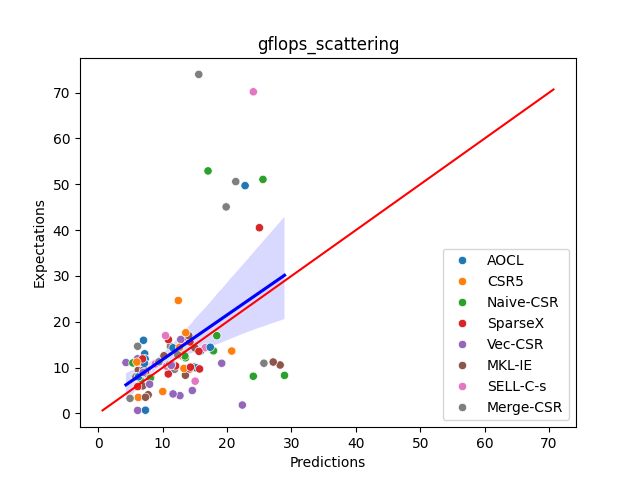 gflops_scattering
Expectations
70
60
50
40
30
20
10
0
AOCL
CSR5
Naive-CSR
SparseX
Vec-CSR
MKL-IE
SELL-C-s
Merge-CSR
0 10 20 30 40 50 60 70
Predictions